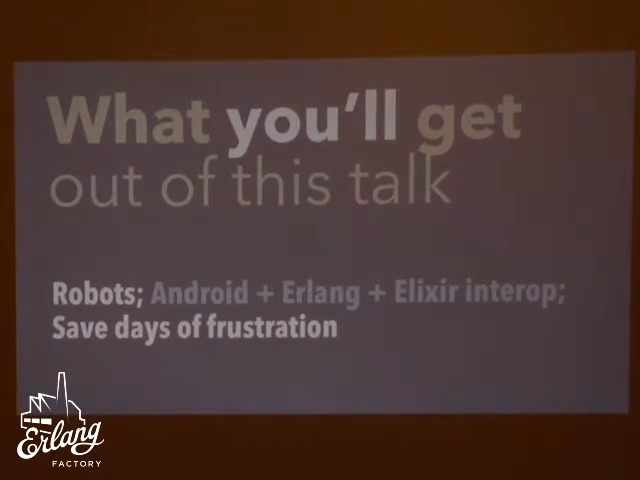 What you'll get
out of this talk
Robots; Android + Erlang + Elixir interop;
Save days of frustration
Erlang
FACTORY